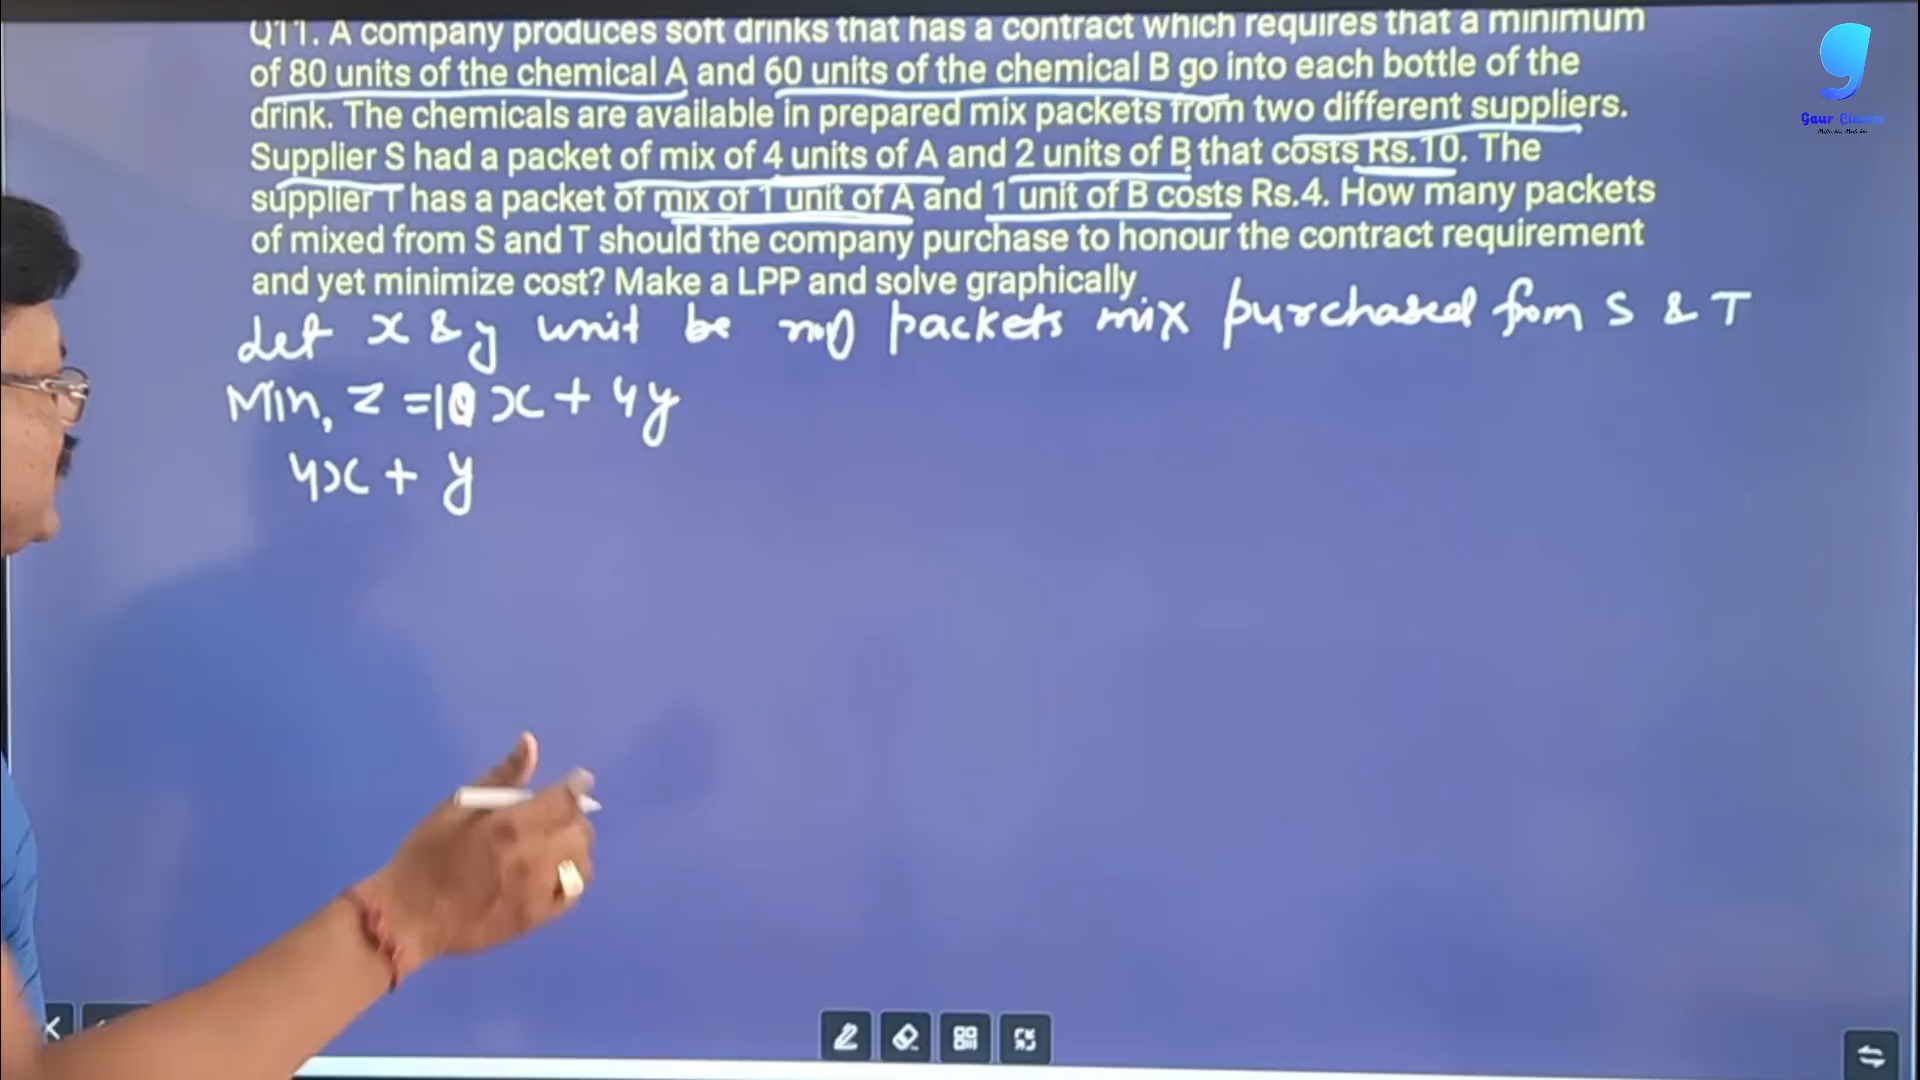 Q11. A company produces soft drinks that has a contract which requires that a minimum
of 80 units of the chemical A and 60 units of the chemical B go into each bottle of the
drink. The chemicals are available in prepared mix packets from two different suppliers.
Supplier S had a packet of mix of 4 units of A and 2 units of B that costs Rs.10. The
supplier T has a packet of mix of 1 unit of A and 1 unit of B costs Rs.4. How many packets
of mixed from S and T should the company purchase to honour the contract requirement
and yet minimize cost? Make a LPP and solve graphically
Let x & y unit be packets mix purchased from S & T
Min, Z = 10x + 4y
4x + y
Gaur Classes